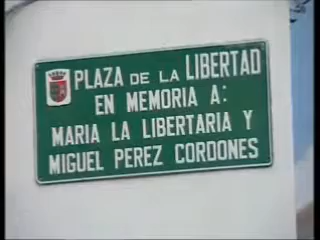 PLAZA DE LA LIBERTAD
EN MEMORIA A:
MARIA LA LIBERTARIA Y
MIGUEL PEREZ CORDONES